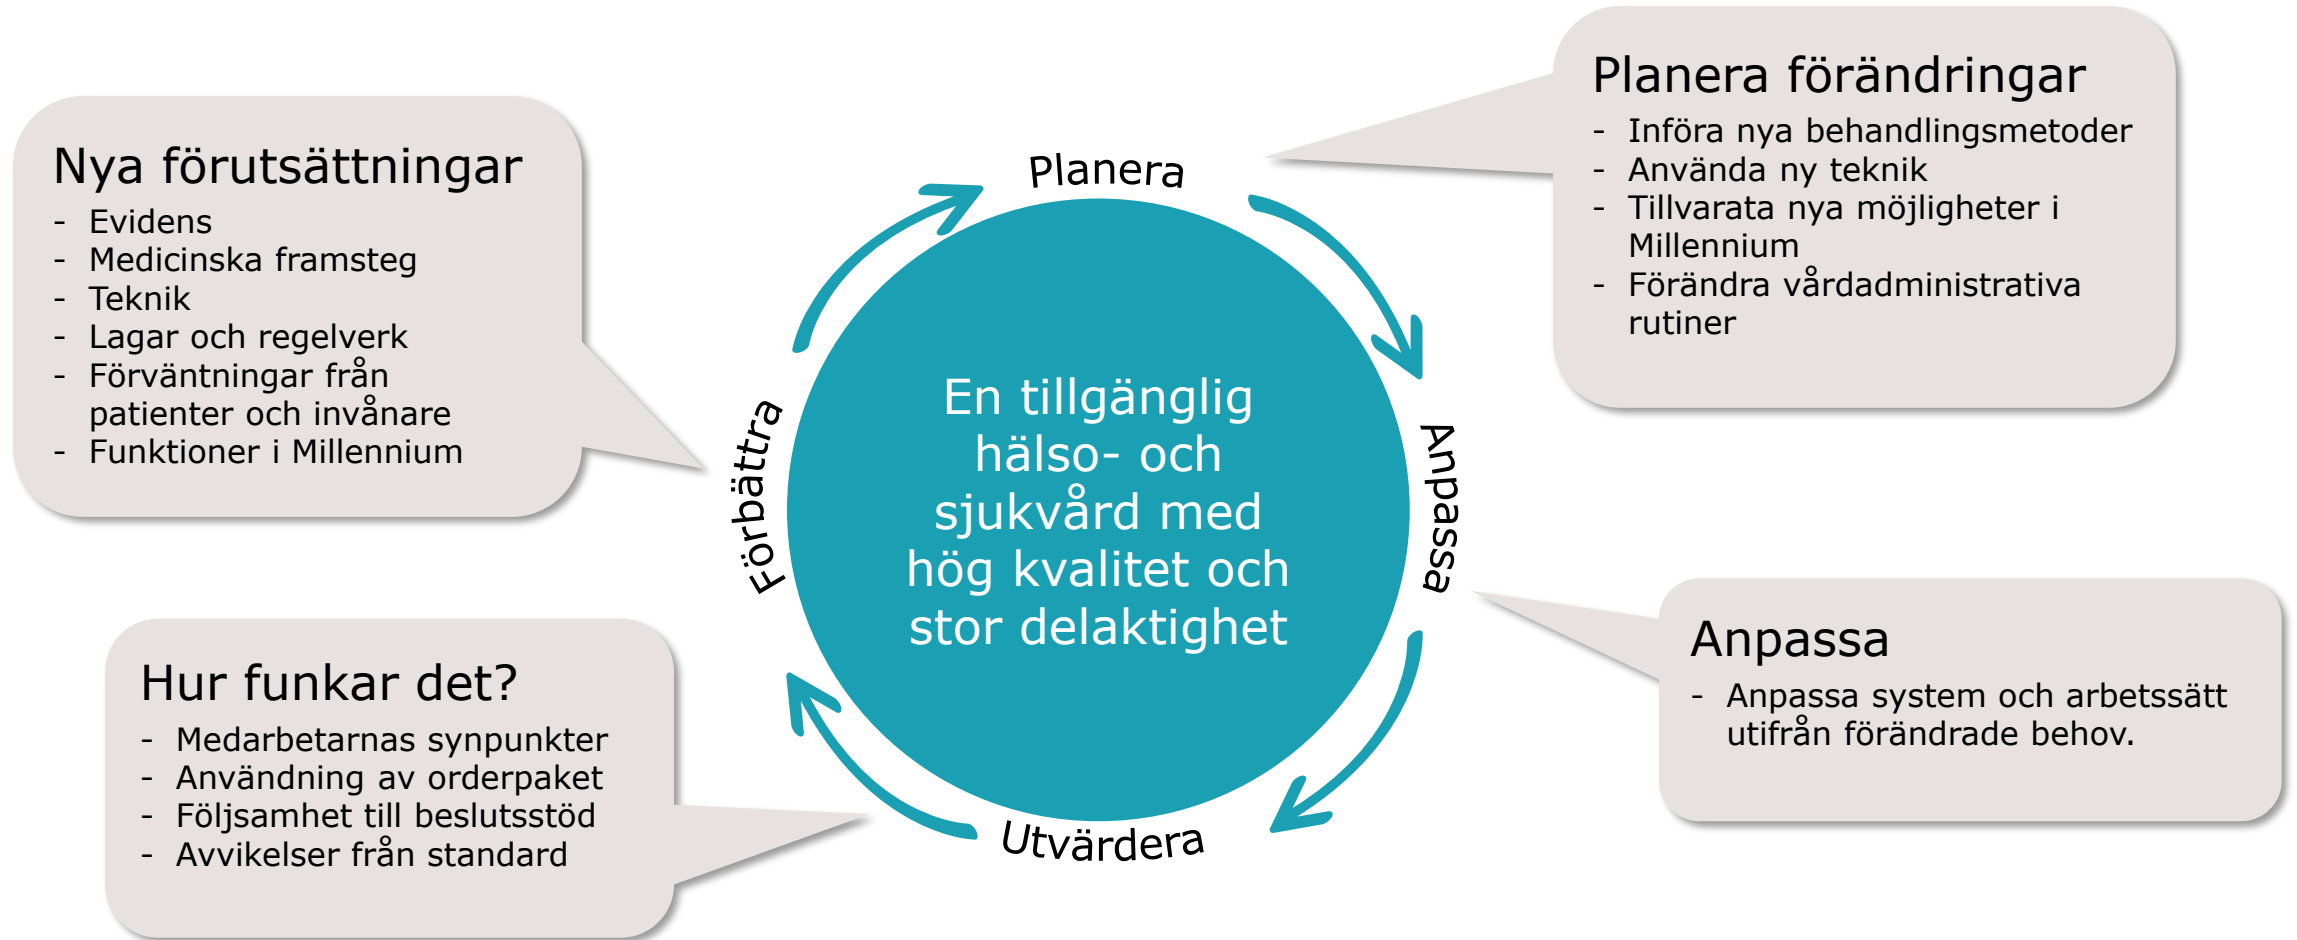 Nya förutsättningar
- Evidens
- Medicinska framsteg
- Teknik
- Lagar och regelverk
- Förväntningar från
patienter och invånare
- Funktioner i Millennium
Planera förändringar
- Införa nya behandlingsmetoder
- Använda ny teknik
- Tillvarata nya möjligheter i
Millennium
- Förändra vårdadministrativa
rutiner
Planera
Anpassa
Utvärdera
Förbättra
En tillgänglig
hälso- och
sjukvård med
hög kvalitet och
stor delaktighet
Hur funkar det?
- Medarbetarnas synpunkter
- Användning av orderpaket
- Följsamhet till beslutsstöd
- Avvikelser från standard
Anpassa
- Anpassa system och arbetssätt
utifrån förändrade behov.